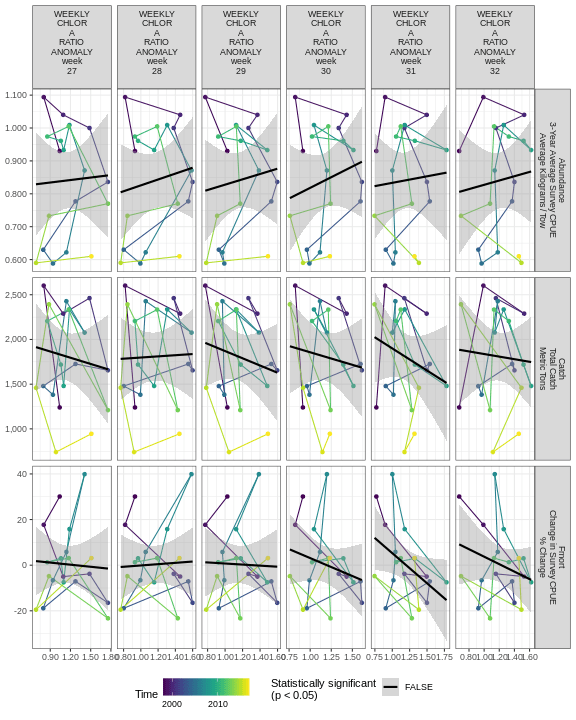 WEEKLY
CHLOR
A
RATIO
ANOMALY
week
27
WEEKLY
CHLOR
A
RATIO
ANOMALY
week
28
WEEKLY
CHLOR
A
RATIO
ANOMALY
week
29
WEEKLY
CHLOR
A
RATIO
ANOMALY
week
30
WEEKLY
CHLOR
A
RATIO
ANOMALY
week
31
WEEKLY
CHLOR
A
RATIO
ANOMALY
week
32
1.100
1.000
0.900
0.800
0.700
0.600
Abundance
3-Year Average Survey CPUE
Average Kilograms/Tow
2,500
2,000
1,500
1,000
Catch
Total Catch
Metric Tons
40
20
0
-20
Fmort
Change in Survey CPUE
% Change
0.90 1.20 1.50 1.80
0.80 1.00 1.20 1.40 1.60
0.80 1.00 1.20 1.40 1.60
0.75 1.00 1.25 1.50
0.75 1.00 1.25 1.50 1.75
0.80 1.00 1.20 1.40 1.60
Time
2000 2010
Statistically significant
(p < 0.05)
FALSE